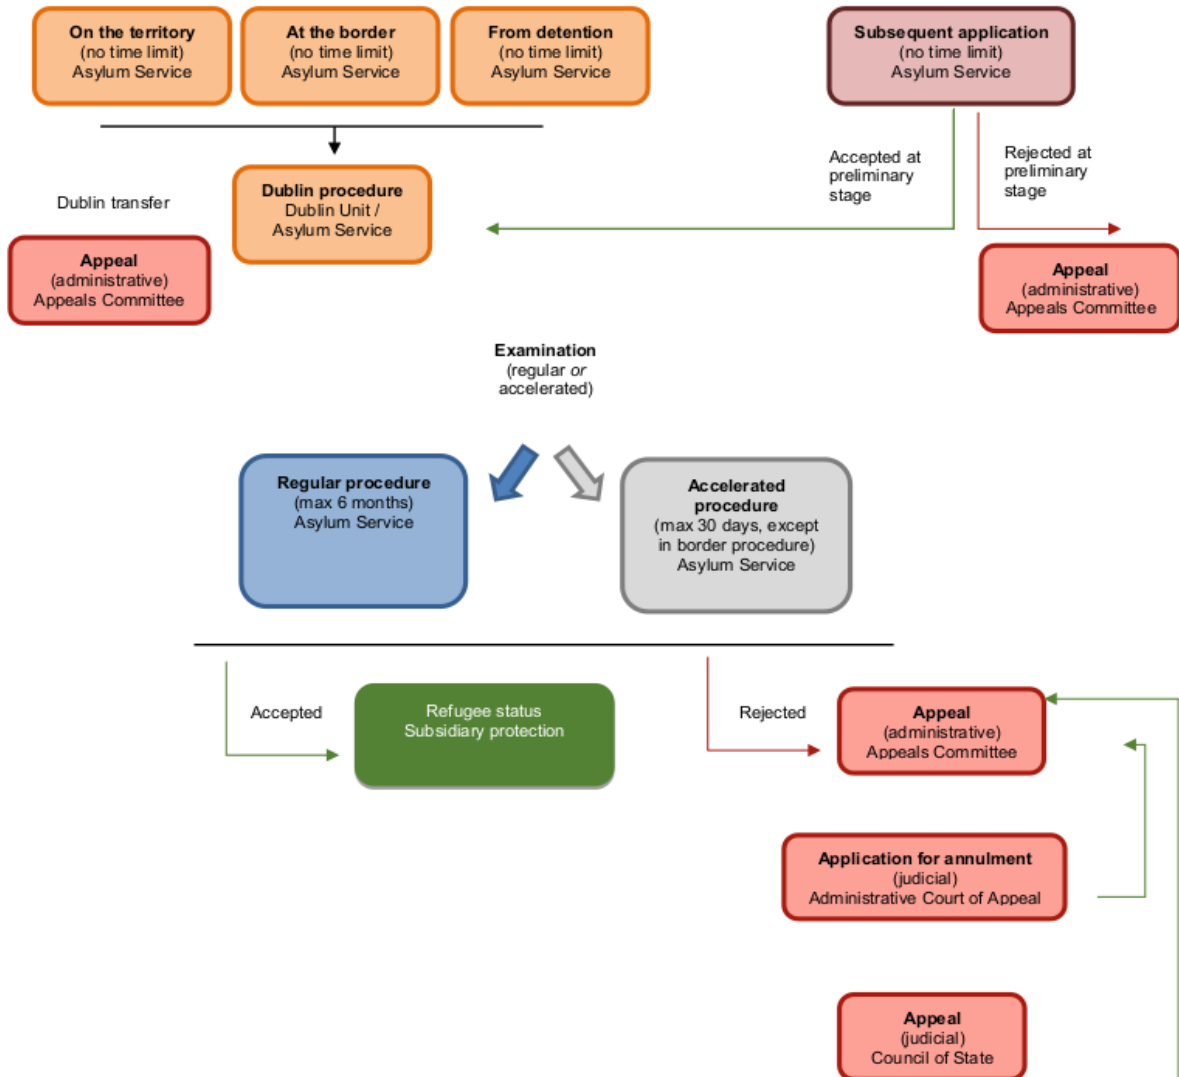 On the territory
(no time limit)
Asylum Service
At the border
(no time limit)
Asylum Service
From detention
(no time limit)
Asylum Service
Subsequent application
(no time limit)
Asylum Service
Accepted at
preliminary
stage
Rejected at
preliminary
stage
Dublin transfer
Dublin procedure
Dublin Unit /
Asylum Service
Appeal
(administrative)
Appeals Committee
Appeal
(administrative)
Appeals Committee
Examination
(regular or
accelerated)
Regular procedure
(max 6 months)
Asylum Service
Accelerated
procedure
(max 30 days, except
in border procedure)
Asylum Service
Accepted
Refugee status
Subsidiary protection
Rejected
Appeal
(administrative)
Appeals Committee
Application for annulment
(judicial)
Administrative Court of Appeal
Appeal
(judicial)
Council of State